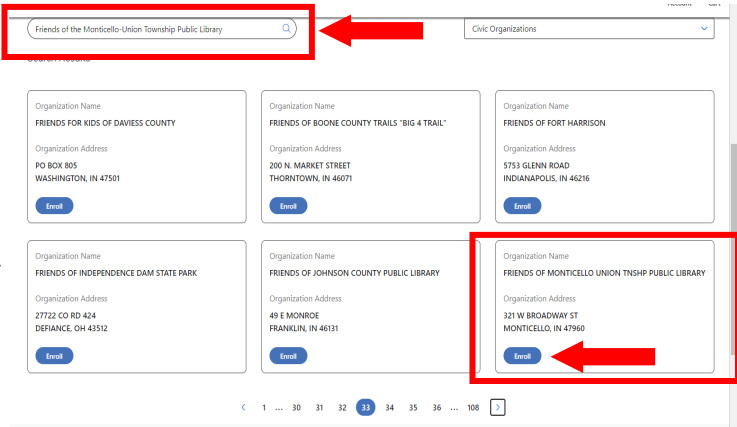 Account Cart
Friends of the Monticello-Union Township Public Library
Civic Organizations
Search Results
Organization Name
FRIENDS FOR KIDS OF DAVIESS COUNTY
Organization Address
PO BOX 805
WASHINGTON, IN 47501
Enroll
Organization Name
FRIENDS OF BOONE COUNTY TRAILS "BIG 4 TRAIL"
Organization Address
200 N. MARKET STREET
THORNTOWN, IN 46071
Enroll
Organization Name
FRIENDS OF FORT HARRISON
Organization Address
5753 GLENN ROAD
INDIANAPOLIS, IN 46216
Enroll
Organization Name
FRIENDS OF INDEPENDENCE DAM STATE PARK
Organization Address
27722 CO RD 424
DEFIANCE, OH 43512
Enroll
Organization Name
FRIENDS OF JOHNSON COUNTY PUBLIC LIBRARY
Organization Address
49 E MONROE
FRANKLIN, IN 46131
Enroll
Organization Name
FRIENDS OF MONTICELLO UNION TNSHP PUBLIC LIBRARY
Organization Address
321 W BROADWAY ST
MONTICELLO, IN 47960
Enroll
1 ... 30 31 32 33 34 35 36 ... 108